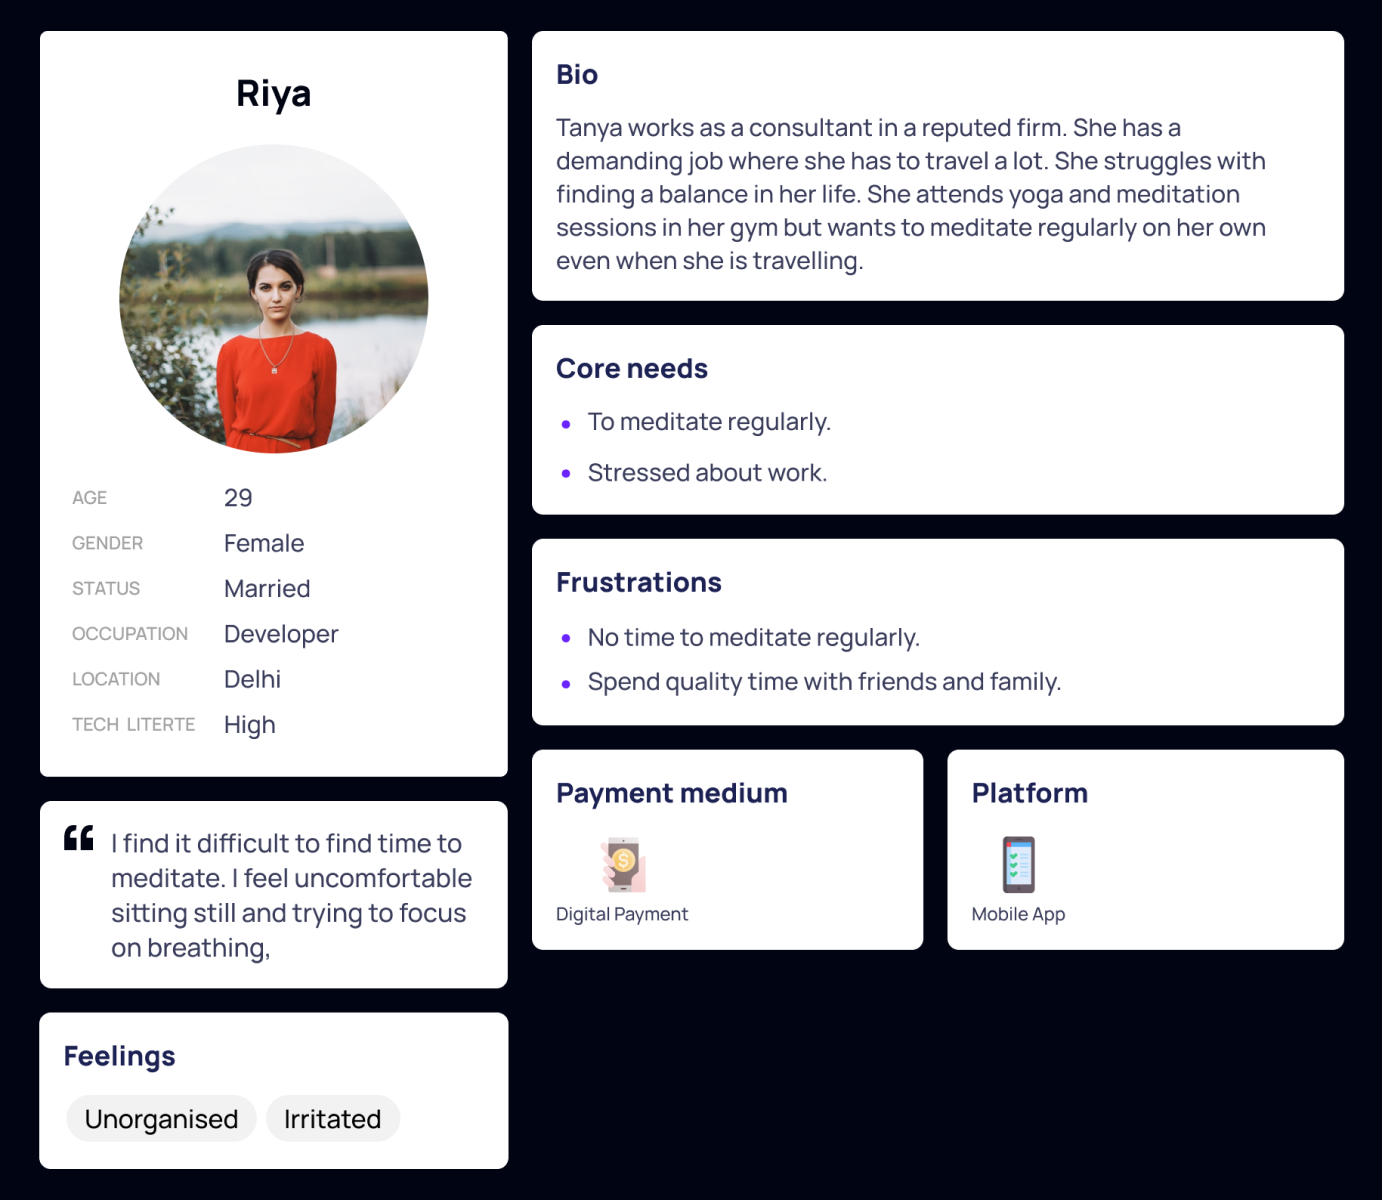 Riya
AGE 29
GENDER Female
STATUS Married
OCCUPATION Developer
LOCATION Delhi
TECH LITERTE High
“ I find it difficult to find time to
meditate. I feel uncomfortable
sitting still and trying to focus
on breathing,
Feelings
Unorganised Irritated
Bio
Tanya works as a consultant in a reputed firm. She has a
demanding job where she has to travel a lot. She struggles with
finding a balance in her life. She attends yoga and meditation
sessions in her gym but wants to meditate regularly on her own
even when she is travelling.
Core needs
• To meditate regularly.
• Stressed about work.
Frustrations
• No time to meditate regularly.
• Spend quality time with friends and family.
Payment medium
$
Digital Payment
Platform
Mobile App